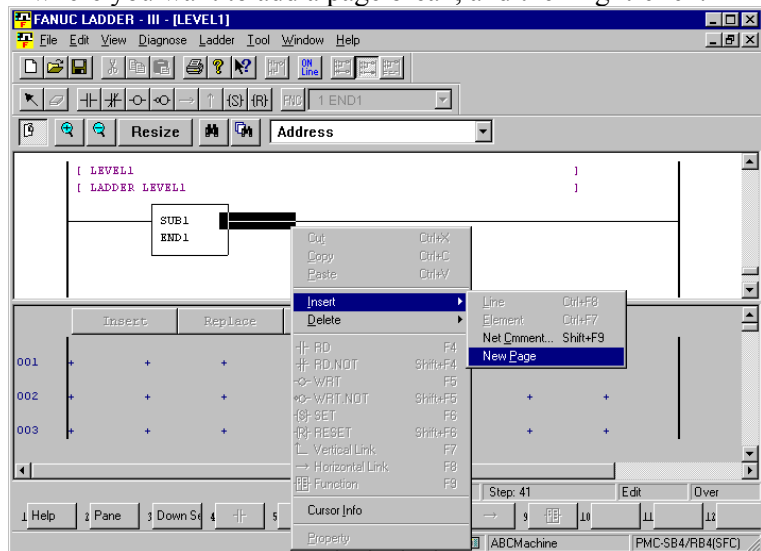 FANUC LADDER - III - [LEVEL1]
File Edit View Diagnose Ladder Tool Window Help
ON Line
{S} {R} FNC 1 END1
Resize Address
[ LEVEL1 ]
[ LADDER LEVEL1 ]
SUB1
END1
Cut Ctrl+X
Copy Ctrl+C
Paste Ctrl+V
Insert
Delete
Line Ctrl+F8
Element Ctrl+F7
Net Cmment... Shift+F9
New Page
Insert Replace
RD F4
RD.NOT Shift+F4
WRT F5
WRT.NOT Shift+F5
{S} SET F6
{R} RESET Shift+F6
Vertical Link F7
Horizontal Link F8
Function F9
Cursor Info
Property
001
002
003
Step: 41 Edit Over
1 Help 2 Pane 3 Down Se 4 5 9 10 11 12
ABCMachine PMC-SB4/RB4(SFC)